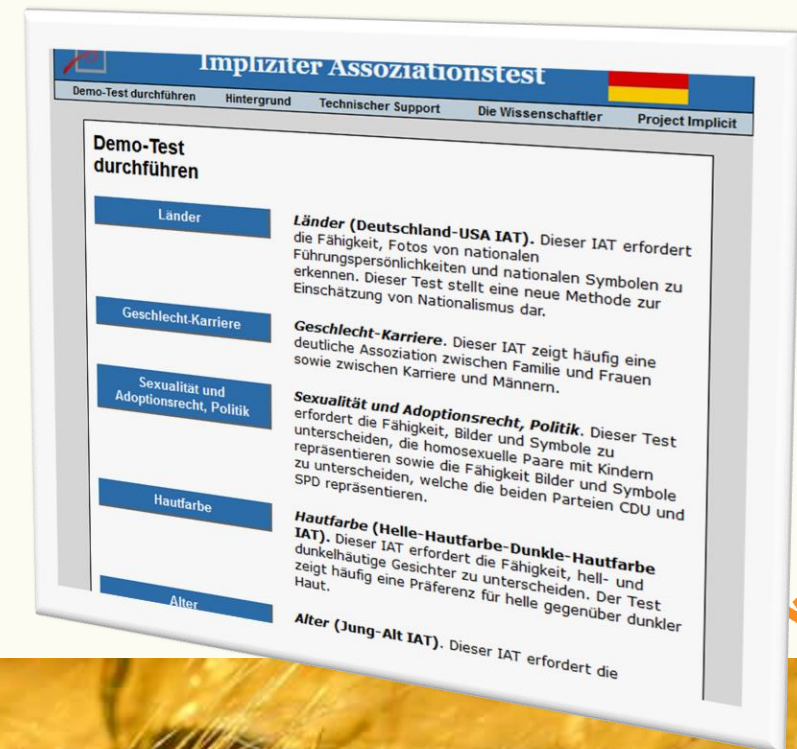 Impliziter Assoziationstest
Demo-Test durchführen Hintergrund Technischer Support Die Wissenschaftler Project Implicit
Demo-Test
durchführen
Länder
Länder (Deutschland-USA IAT). Dieser IAT erfordert
die Fähigkeit, Fotos von nationalen
Führungspersönlichkeiten und nationalen Symbolen zu
erkennen. Dieser Test stellt eine neue Methode zur
Einschätzung von Nationalismus dar.
Geschlecht-Karriere
Geschlecht-Karriere. Dieser IAT zeigt häufig eine
deutliche Assoziation zwischen Familie und Frauen
sowie zwischen Karriere und Männern.
Sexualität und
Adoptionsrecht, Politik
Sexualität und Adoptionsrecht, Politik. Dieser Test
erfordert die Fähigkeit, Bilder und Symbole zu
unterscheiden, die homosexuelle Paare mit Kindern
repräsentieren sowie die Fähigkeit Bilder und Symbole
zu unterscheiden, welche die beiden Parteien CDU und
SPD repräsentieren.
Hautfarbe
Hautfarbe (Helle-Hautfarbe-Dunkle-Hautfarbe
IAT). Dieser IAT erfordert die Fähigkeit, hell- und
dunkelhäutige Gesichter zu unterscheiden. Der Test
zeigt häufig eine Präferenz für helle gegenüber dunkler
Haut.
Alter
Alter (Jung-Alt IAT). Dieser IAT erfordert die